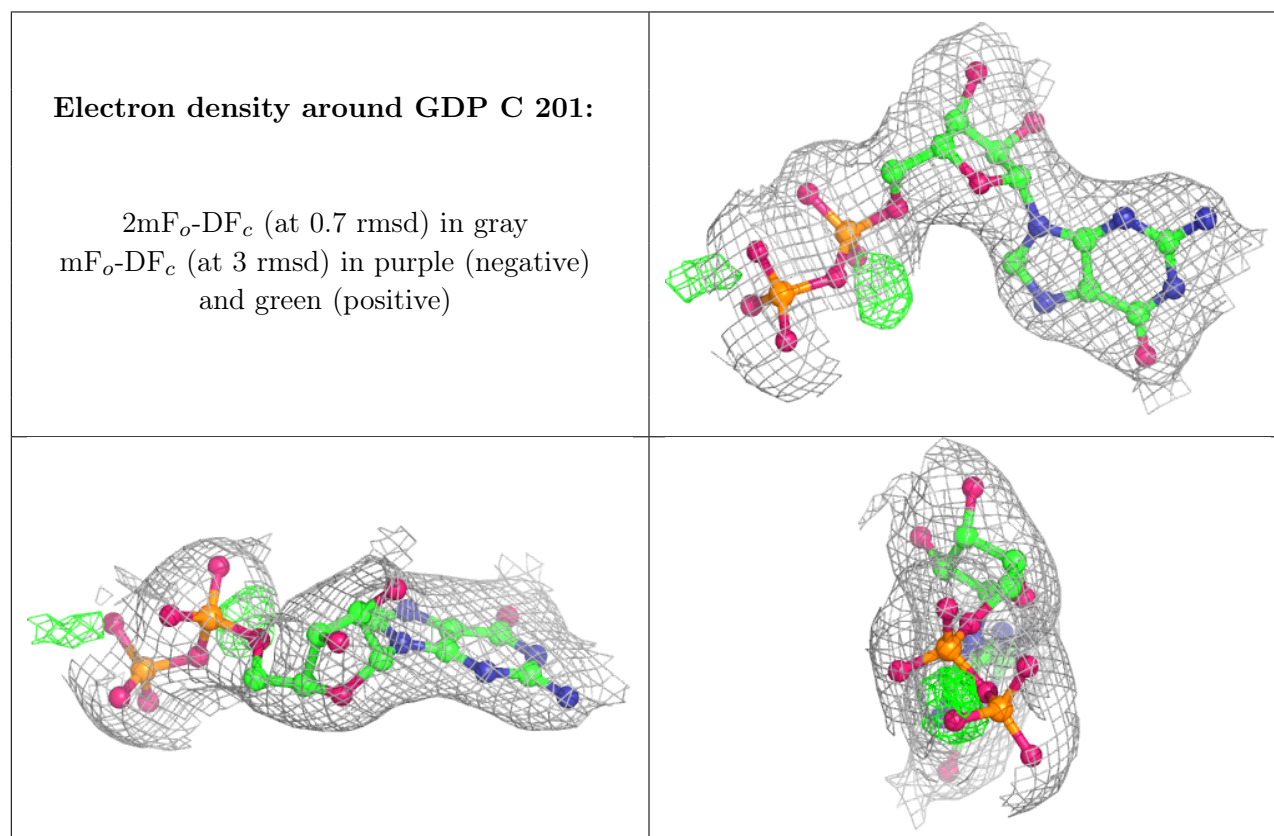 Electron density around GDP C 201:
2mFo-DFc (at 0.7 rmsd) in gray
mFo-DFc (at 3 rmsd) in purple (negative)
and green (positive)